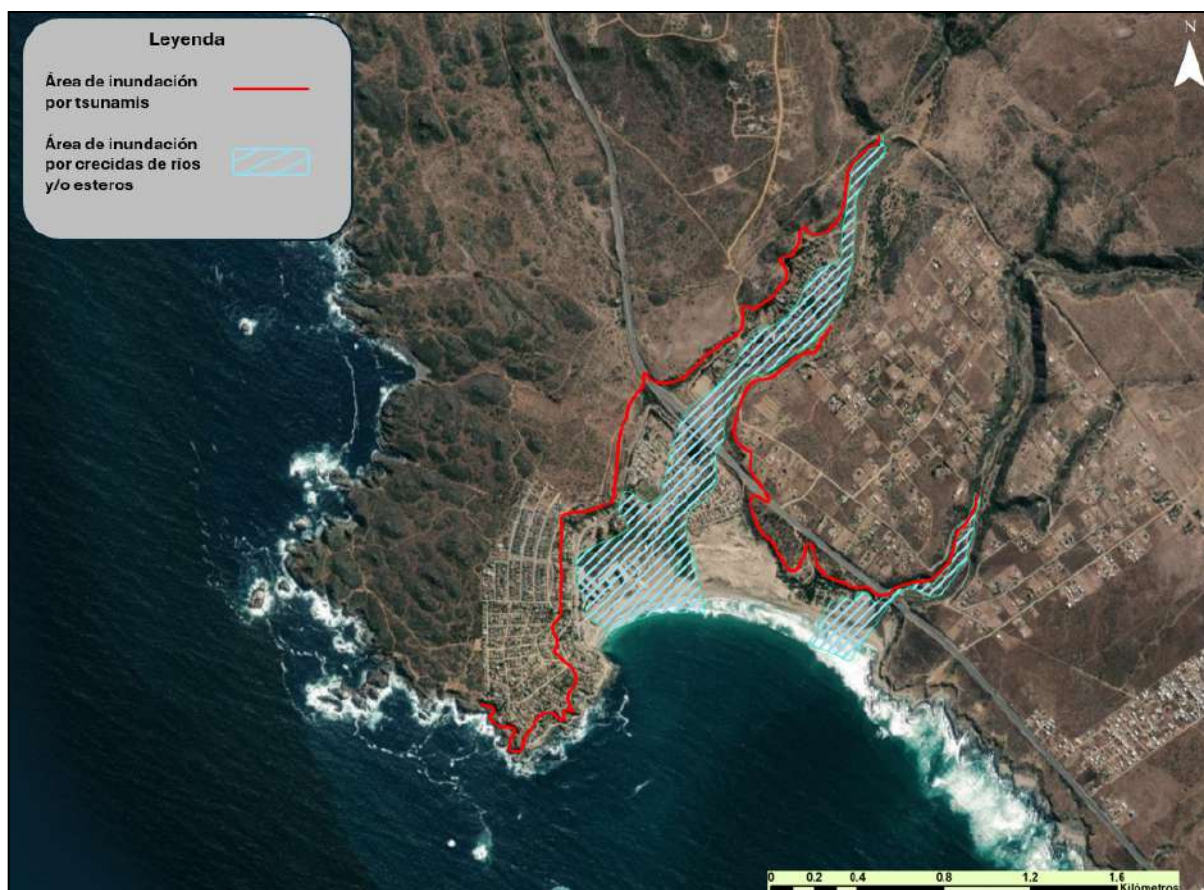 Leyenda
Área de inundación
por tsunamis
Área de inundación
por crecidas de ríos
y/o esteros
N
0 0.2 0.4 0.8 1.2 1.6
Kilómetros